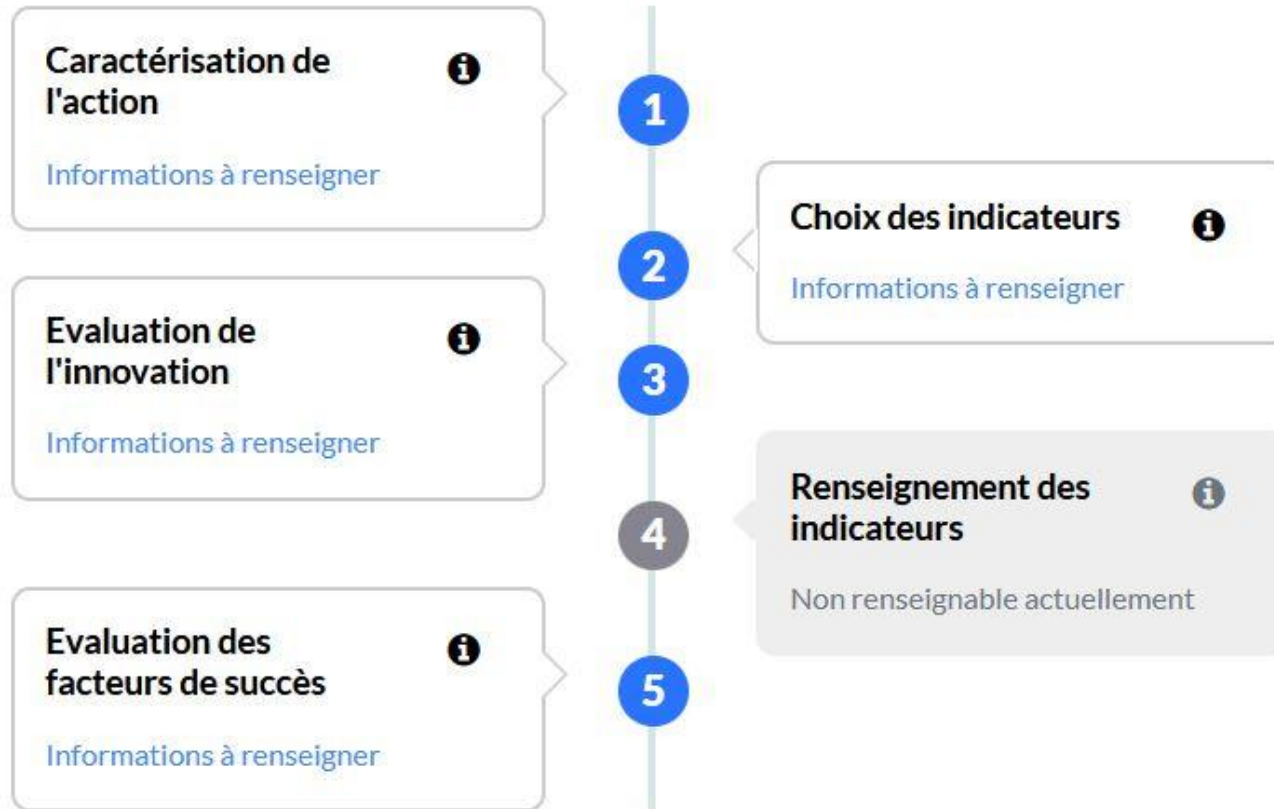 Caractérisation de
l'action
Informations à renseigner
1
Choix des indicateurs
Informations à renseigner
2
Evaluation de
l'innovation
Informations à renseigner
3
Renseignement des
indicateurs
Non renseignable actuellement
4
Evaluation des
facteurs de succès
Informations à renseigner
5